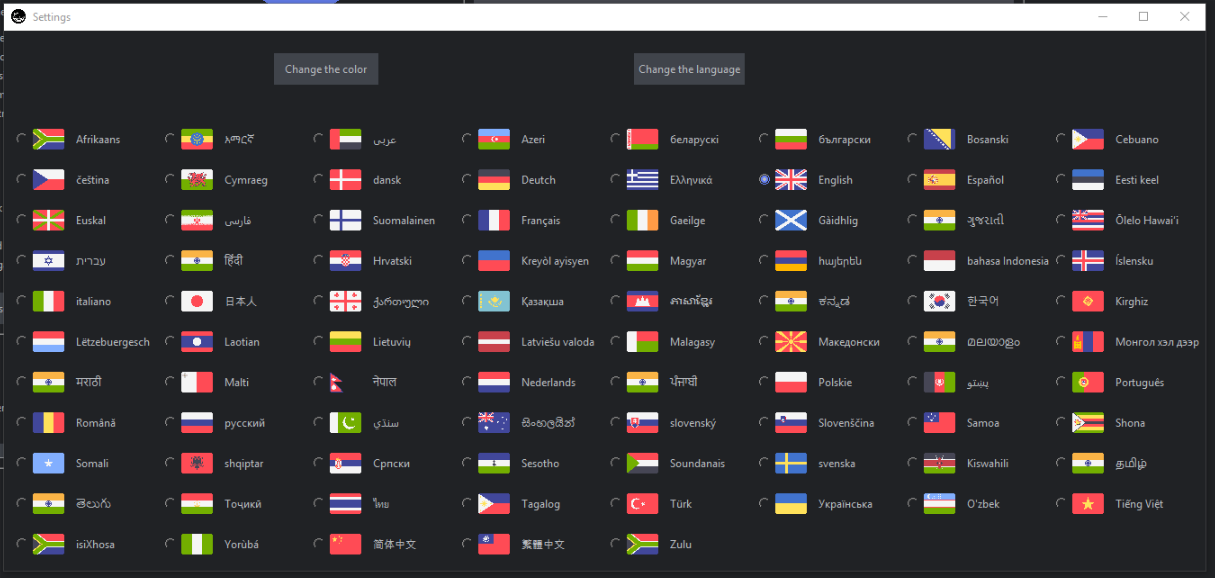 Settings
Change the color Change the language
Afrikaans አማርኛ عربى Azeri беларускі български Bosanski Cebuano
čeština Cymraeg dansk Deutch Ελληνικά English Español Eesti keel
Euskal فارسی Suomalainen Français Gaeilge Gàidhlig ગુજરાતી Ōlelo Hawaiʻi
עברית हिंदी Hrvatski Kreyòl ayisyen Magyar հայերեն bahasa Indonesia Íslensku
italiano 日本人 ქართული Қазақша ភាសាខ្មែរ ಕನ್ನಡ 한국어 Kirghiz
Lëtzebuergesch Laotian Lietuvių Latviešu valoda Malagasy Македонски മലയാളം Монгол хэл дээр
मराठी Malti नेपाल Nederlands ਪੰਜਾਬੀ Polskie پښتو Português
Română русский سنڌي සිංහලයින් slovenský Slovenščina Samoa Shona
Somali shqiptar Српски Sesotho Soundanais svenska Kiswahili தமிழ்
తెలుగు Тоҷикӣ ไทย Tagalog Türk Українська O'zbek Tiếng Việt
isiXhosa Yorùbá 简体中文 繁體中文 Zulu